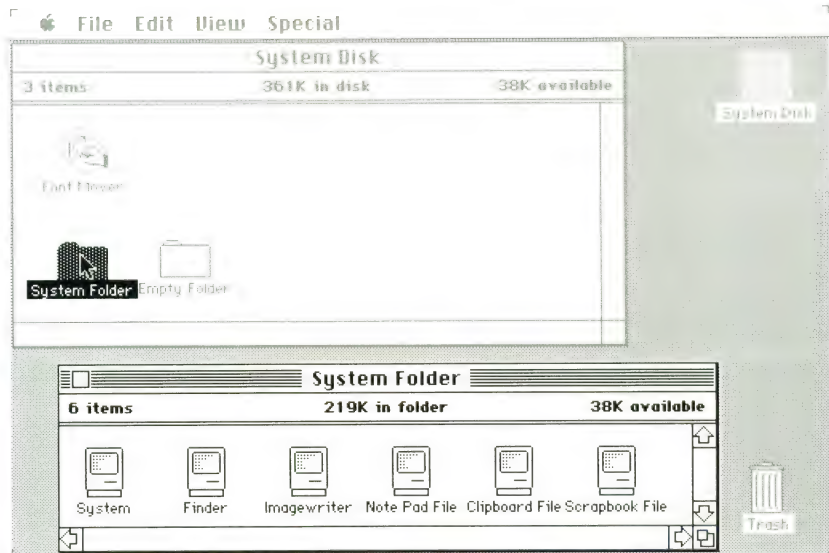 File Edit View Special
System Disk
3 items 361K in disk 38K available
System Disk
Font Mover
System Folder Empty Folder
System Folder
6 items 219K in folder 38K available
System Finder Imagewriter Note Pad File Clipboard File Scrapbook File
Trash